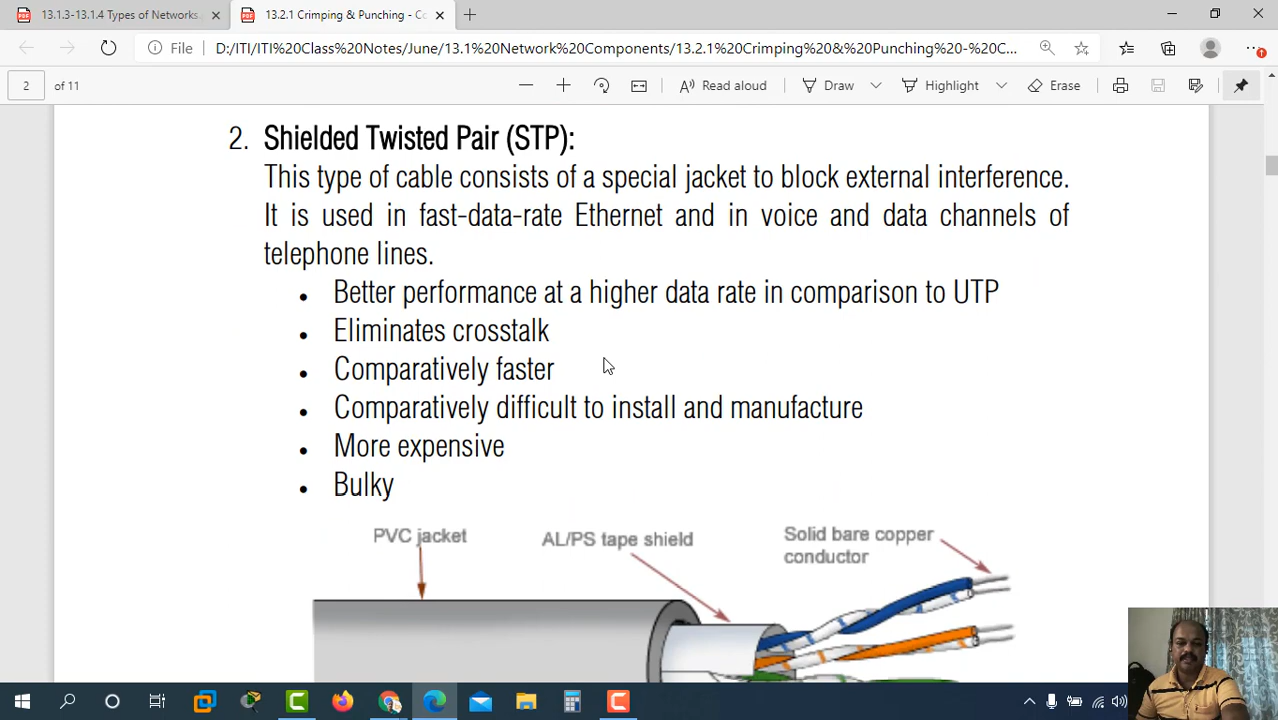 13.1.3-13.1.4 Types of Networks
13.2.1 Crimping & Punching - Co
File
D:/ITI/ITI%20Class%20Notes/June/13.1%20Network%20Components/13.2.1%20Crimping%20&%20Punching%20-%20C...
2 of 11
Read aloud
Draw
Highlight
Erase
2. Shielded Twisted Pair (STP):
This type of cable consists of a special jacket to block external interference.
It is used in fast-data-rate Ethernet and in voice and data channels of
telephone lines.
• Better performance at a higher data rate in comparison to UTP
• Eliminates crosstalk
• Comparatively faster
• Comparatively difficult to install and manufacture
• More expensive
• Bulky
PVC jacket
AL/PS tape shield
Solid bare copper
conductor